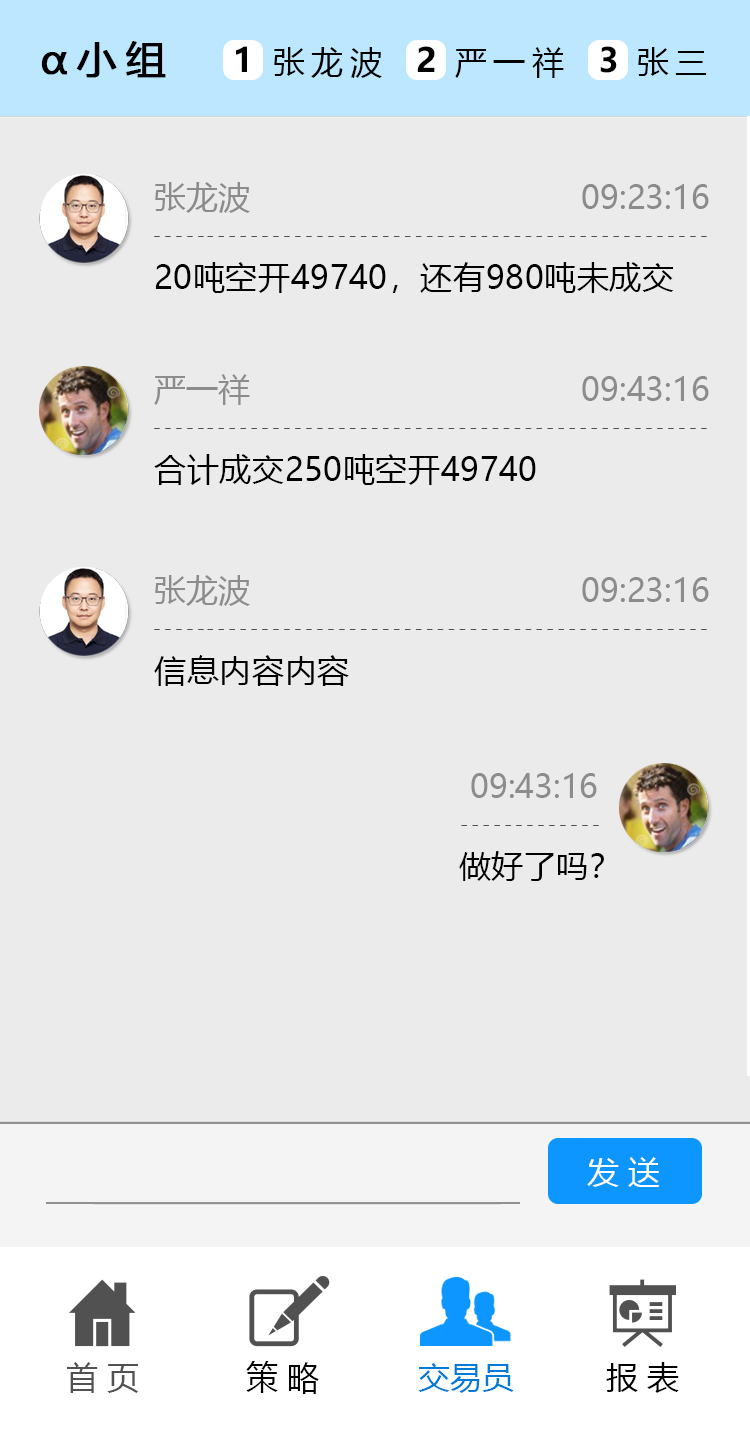 α小组 1 张龙波 2 严一祥 3 张三
张龙波 09:23:16
20吨空开49740，还有980吨未成交
严一祥 09:43:16
合计成交250吨空开49740
张龙波 09:23:16
信息内容内容
09:43:16
做好了吗？
发送
首页 策略 交易员 报表